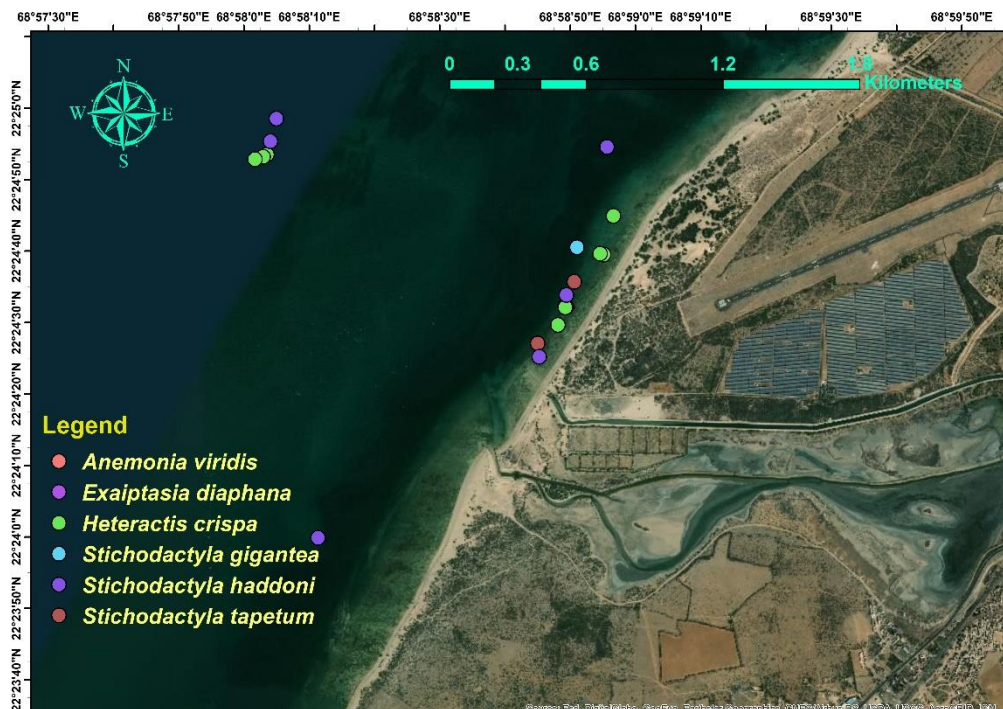 68°57'30"E 68°57'50"E 68°58'0"E 68°58'10"E 68°58'30"E 68°58'50"E 68°59'0"E 68°59'10"E 68°59'30"E 68°59'50"E
0 0.3 0.6 1.2 1.8
Kilometers
N
W E
S
22°25'0"N
22°24'50"N
22°24'40"N
22°24'30"N
22°24'20"N
22°24'10"N
22°24'0"N
22°23'50"N
22°23'40"N
Legend
Anemonia viridis
Exaiptasia diaphana
Heteractis crispa
Stichodactyla gigantea
Stichodactyla haddoni
Stichodactyla tapetum